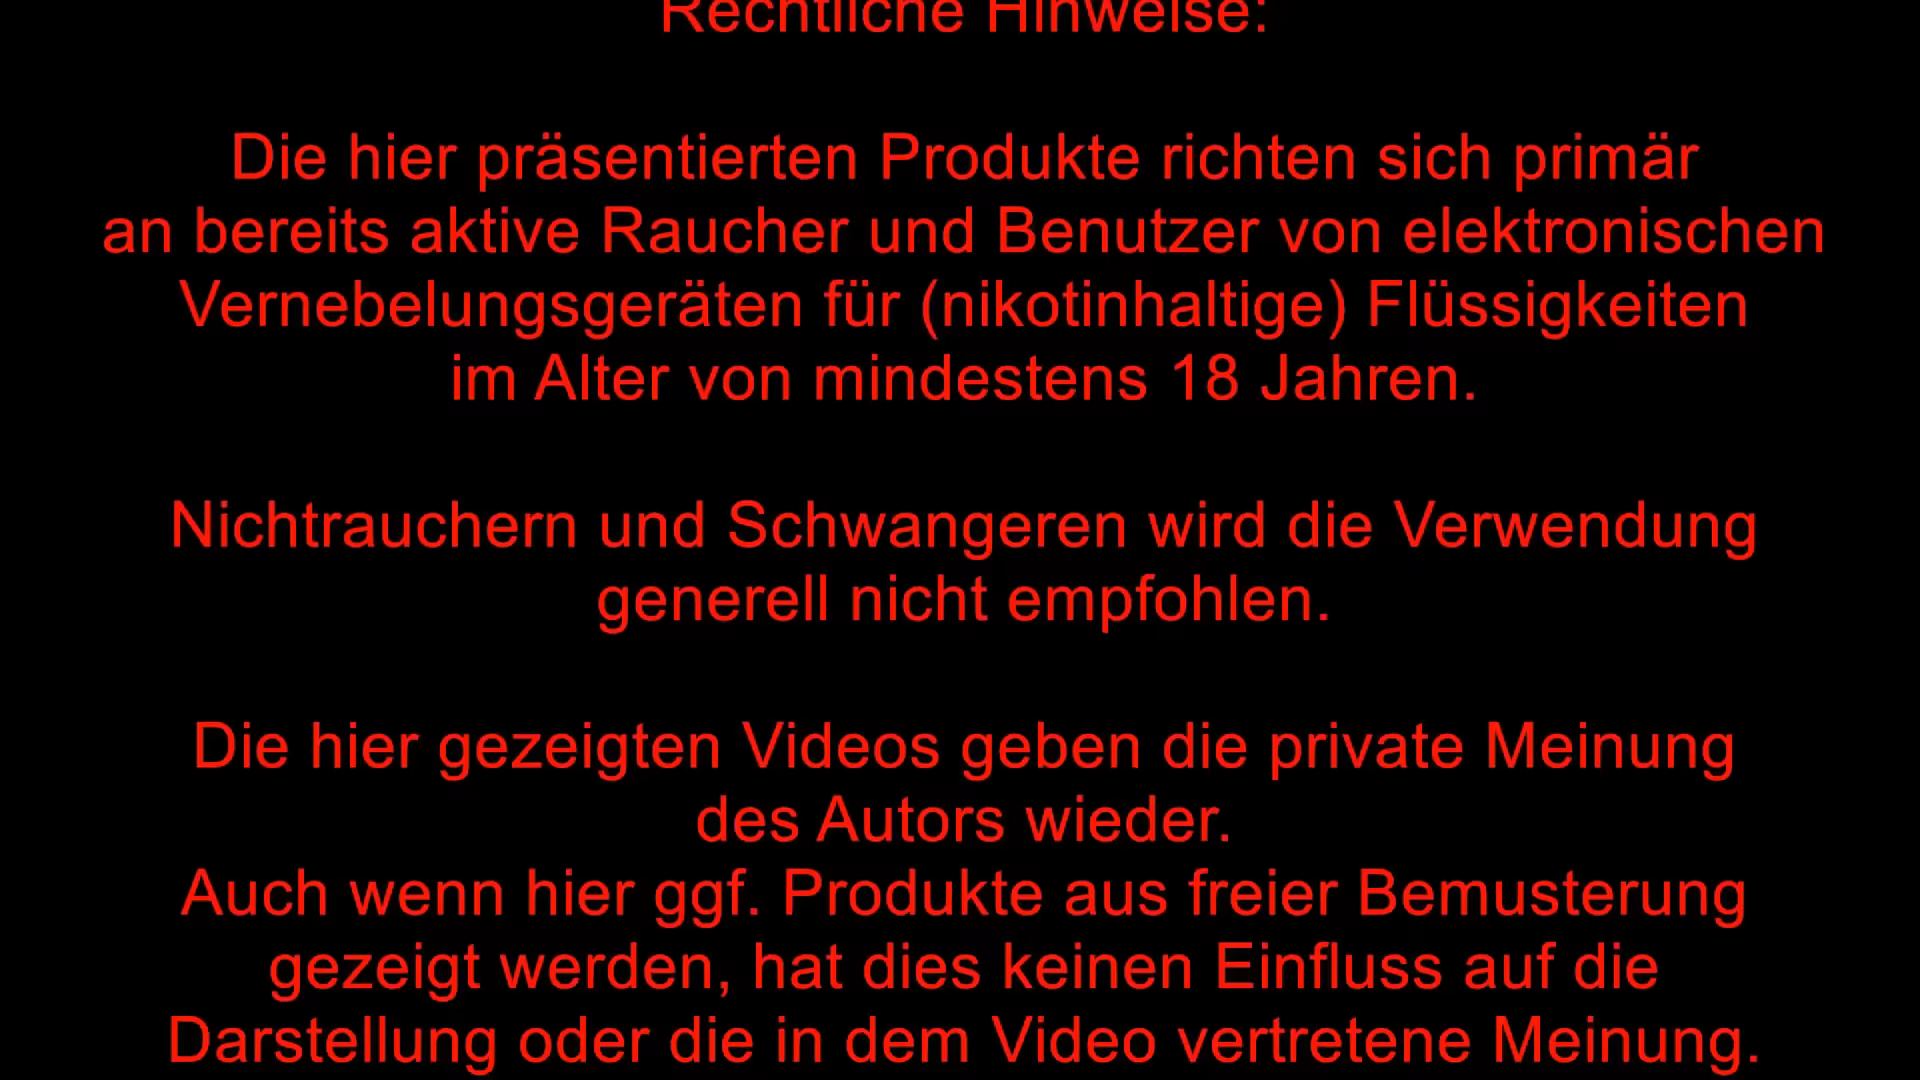 Rechtliche Hinweise:
Die hier präsentierten Produkte richten sich primär
an bereits aktive Raucher und Benutzer von elektronischen
Vernebelungsgeräten für (nikotinhaltige) Flüssigkeiten
im Alter von mindestens 18 Jahren.
Nichtrauchern und Schwangeren wird die Verwendung
generell nicht empfohlen.
Die hier gezeigten Videos geben die private Meinung
des Autors wieder.
Auch wenn hier ggf. Produkte aus freier Bemusterung
gezeigt werden, hat dies keinen Einfluss auf die
Darstellung oder die in dem Video vertretene Meinung.